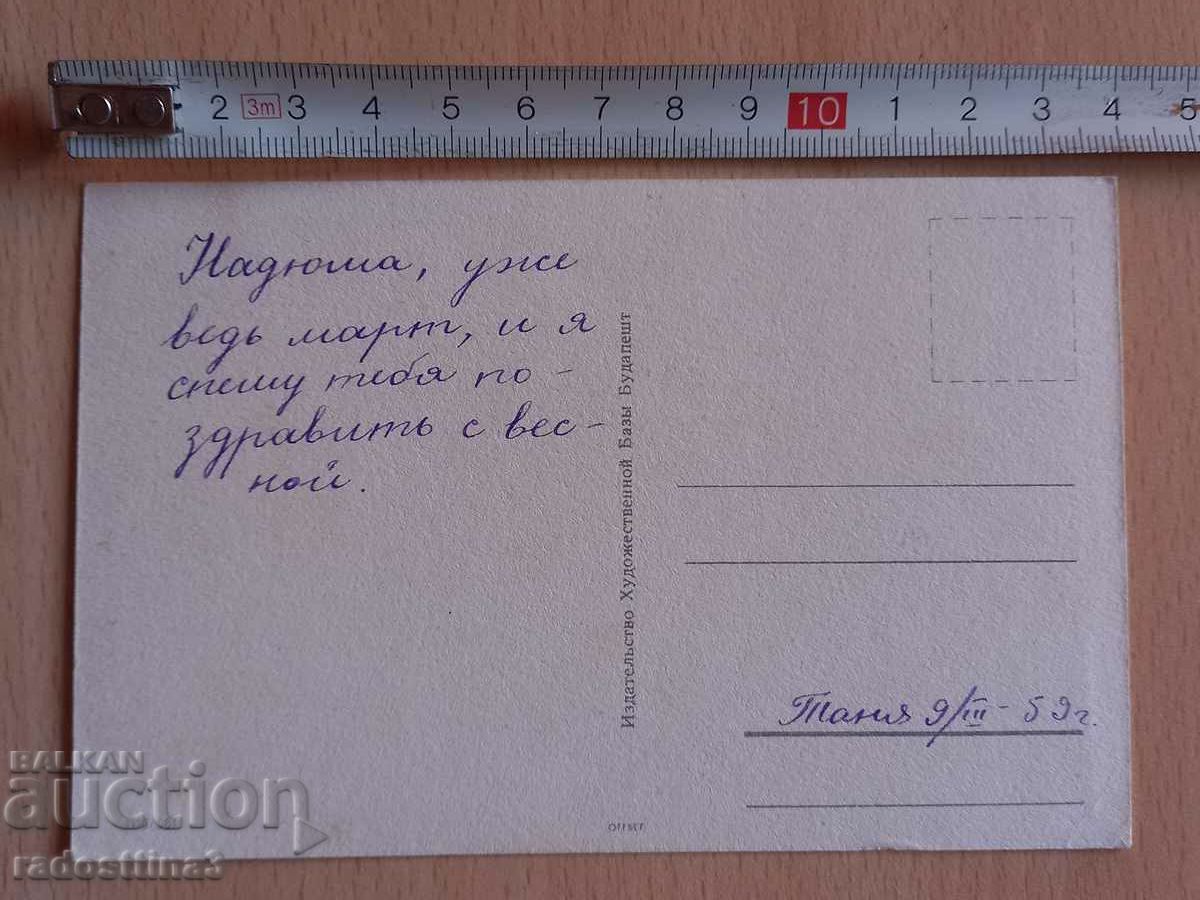 2 3m 3 4 5 6 7 8 9 10 1 2 3 4 5
Надюша, уже
ведь март, и я
спешу тебя по-
здравить с вес-
ной.
Издательство Художественной Базы Будапешт
Таня 9/III - 59г.
BALKAN
auction
radosttiina3